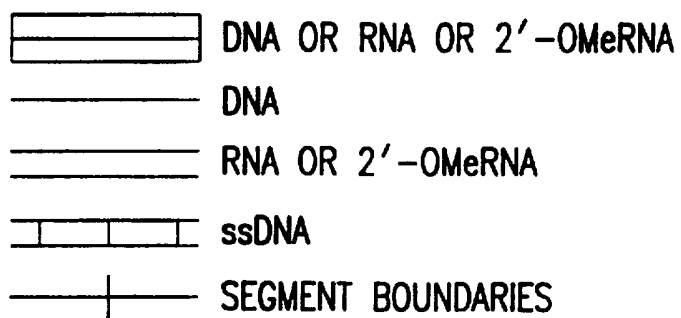 DNA OR RNA OR 2′-OMeRNA
DNA
RNA OR 2′-OMeRNA
ssDNA
SEGMENT BOUNDARIES